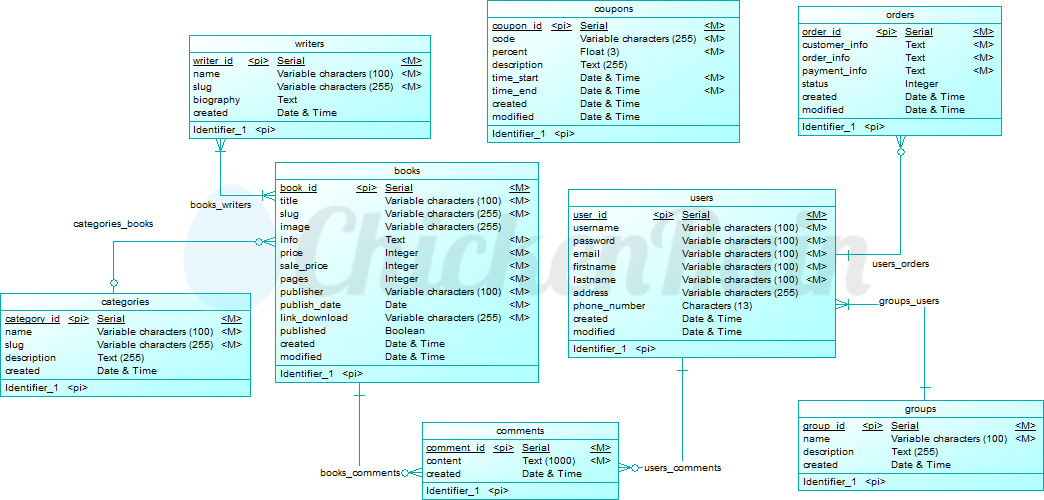 coupons
coupon_id <pi> Serial <M>
code Variable characters (255) <M>
percent Float (3) <M>
description Text (255)
time_start Date & Time <M>
time_end Date & Time <M>
created Date & Time
modified Date & Time
Identifier_1 <pi>
orders
order_id <pi> Serial <M>
customer_info Text <M>
order_info Text <M>
payment_info Text <M>
status Integer
created Date & Time
modified Date & Time
Identifier_1 <pi>
writers
writer_id <pi> Serial <M>
name Variable characters (100) <M>
slug Variable characters (255) <M>
biography Text
created Date & Time
Identifier_1 <pi>
books
book_id <pi> Serial <M>
title Variable characters (100) <M>
slug Variable characters (255) <M>
image Variable characters (255)
info Text <M>
price Integer <M>
sale_price Integer <M>
pages Integer <M>
publisher Variable characters (100) <M>
publish_date Date <M>
link_download Variable characters (255) <M>
published Boolean
created Date & Time
modified Date & Time
Identifier_1 <pi>
users
user_id <pi> Serial <M>
username Variable characters (100) <M>
password Variable characters (100) <M>
email Variable characters (100) <M>
firstname Variable characters (100) <M>
lastname Variable characters (100) <M>
address Variable characters (255)
phone_number Characters (13)
created Date & Time
modified Date & Time
Identifier_1 <pi>
books_writers
categories_books
users_orders
groups_users
ChickenRain
categories
category_id <pi> Serial <M>
name Variable characters (100) <M>
slug Variable characters (255) <M>
description Text (255)
created Date & Time
Identifier_1 <pi>
groups
group_id <pi> Serial <M>
name Variable characters (100) <M>
description Text (255)
created Date & Time
Identifier_1 <pi>
comments
comment_id <pi> Serial <M>
content Text (1000) <M>
created Date & Time
Identifier_1 <pi>
books_comments
users_comments